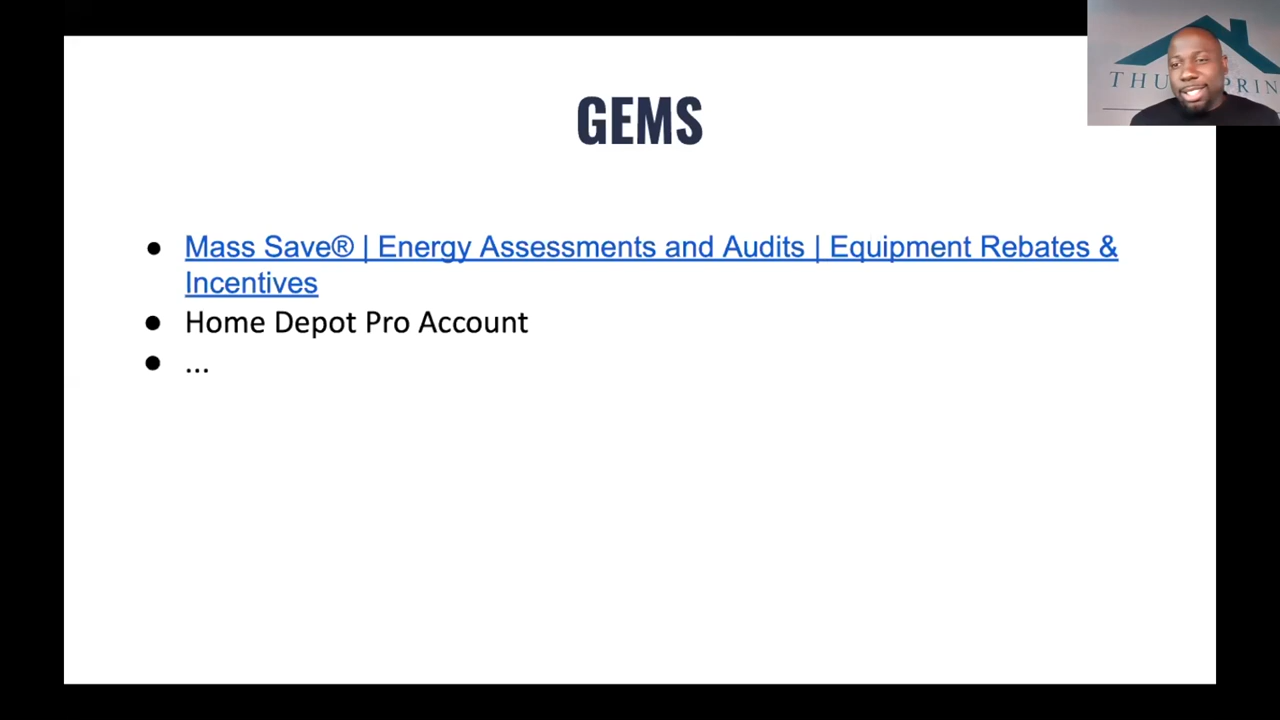 GEMS
● Mass Save® | Energy Assessments and Audits | Equipment Rebates &
Incentives
● Home Depot Pro Account
● ...